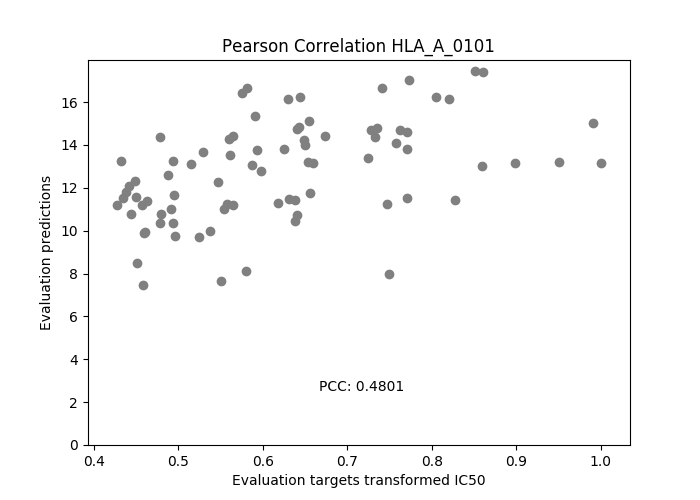 Pearson Correlation HLA_A_0101
16
14
12
10
8
6
4
2
0
Evaluation predictions
PCC: 0.4801
0.4 0.5 0.6 0.7 0.8 0.9 1.0
Evaluation targets transformed IC50